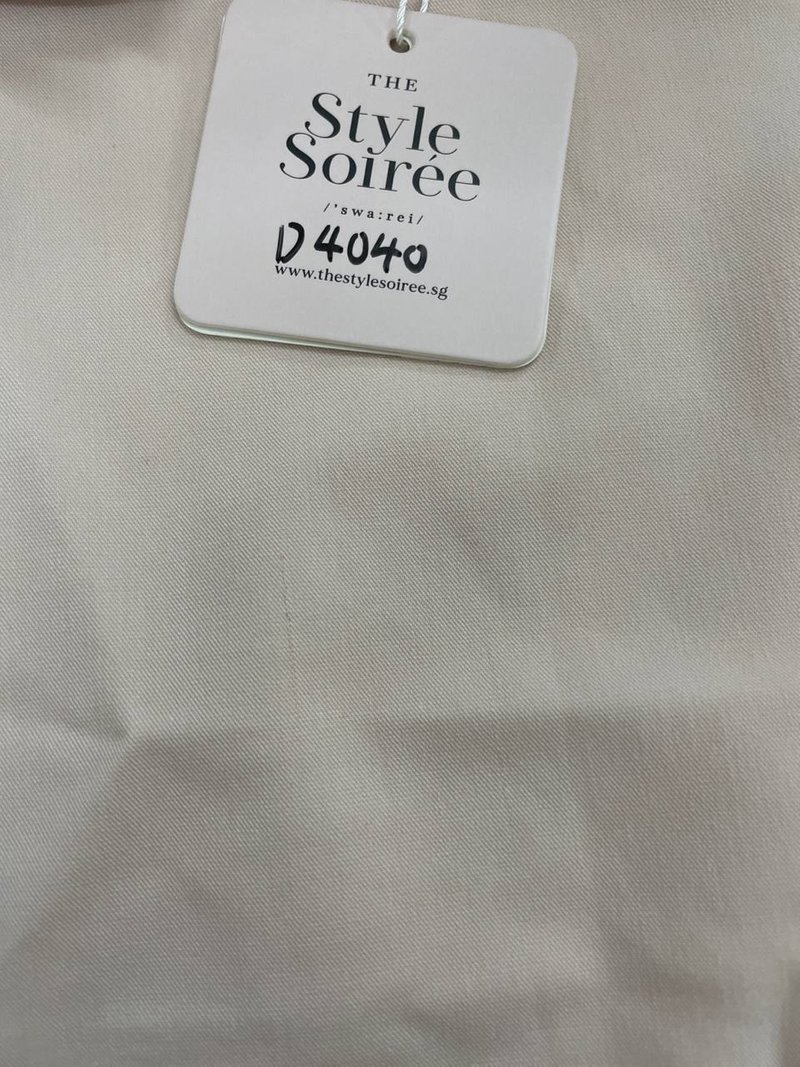 THE
Style
Soirée
/'swa:rei/
D4040
www.thestylesoiree.sg